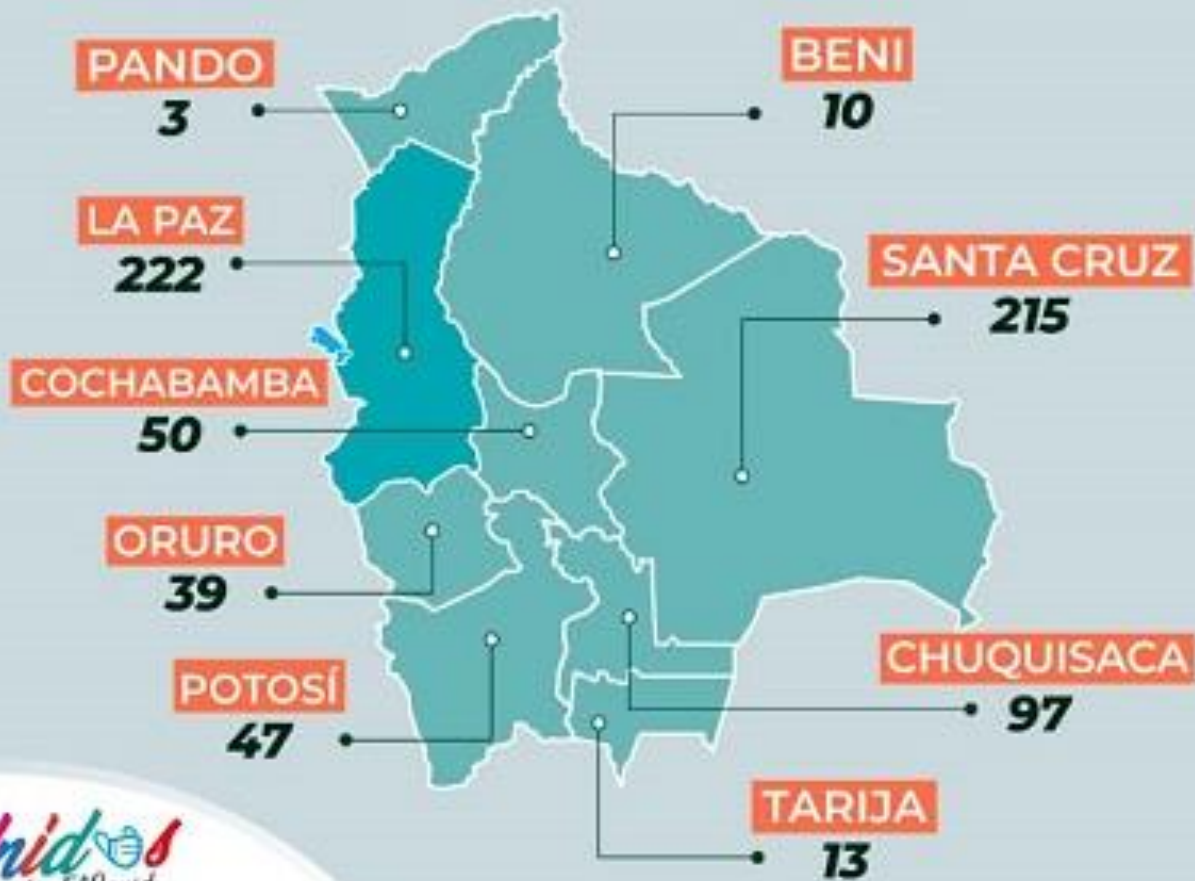 PANDO
3
BENI
10
LA PAZ
222
SANTA CRUZ
215
COCHABAMBA
50
ORURO
39
CHUQUISACA
97
POTOSÍ
47
TARIJA
13